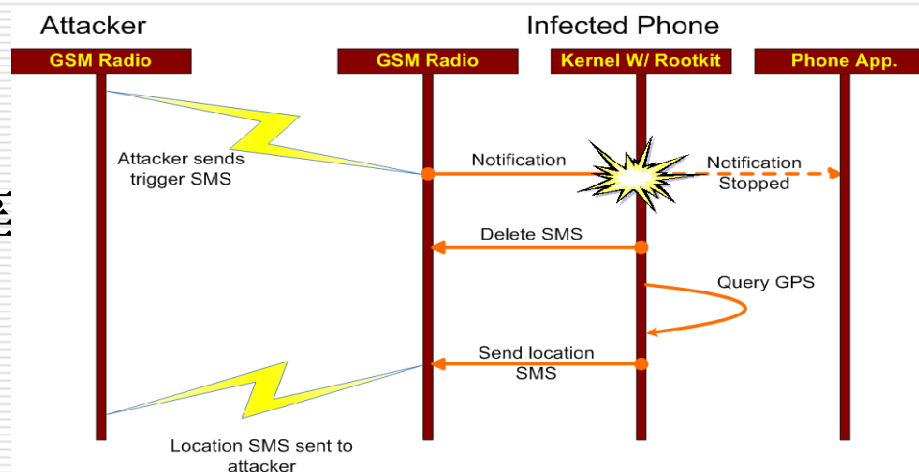 Attacker
Infected Phone
GSM Radio
GSM Radio
Kernel W/ Rootkit
Phone App.
Attacker sends
trigger SMS
Notification
Notification
Stopped
Delete SMS
Query GPS
Send location
SMS
Location SMS sent to
attacker